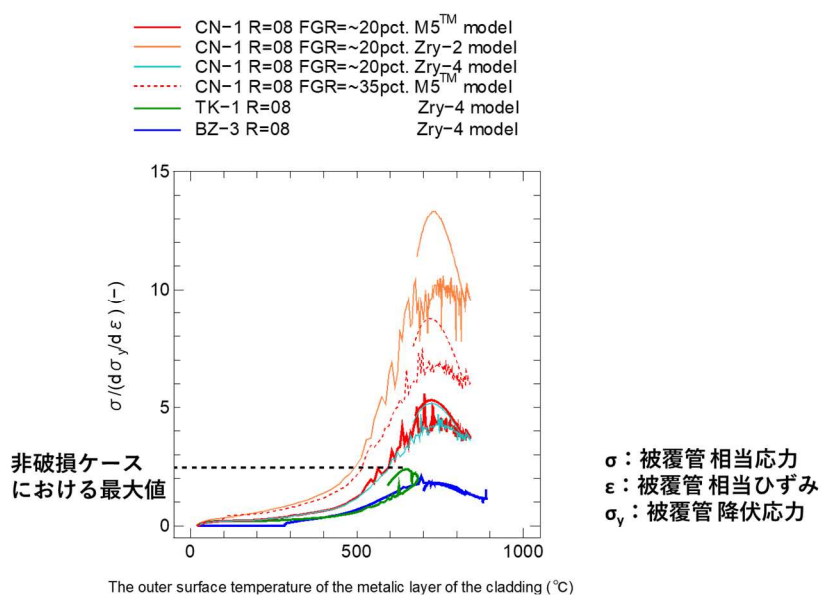 CN−1 R=08 FGR=~20pct. M5™ model
CN−1 R=08 FGR=~20pct. Zry−2 model
CN−1 R=08 FGR=~20pct. Zry−4 model
CN−1 R=08 FGR=~35pct. M5™ model
TK−1 R=08 Zry−4 model
BZ−3 R=08 Zry−4 model
15
10
5
0
σ/(dσy/dε) (−)
非破損ケース
における最大値
σ：被覆管 相当応力
ε：被覆管 相当ひずみ
σy：被覆管 降伏応力
0 500 1000
The outer surface temperature of the metalic layer of the cladding (°C)